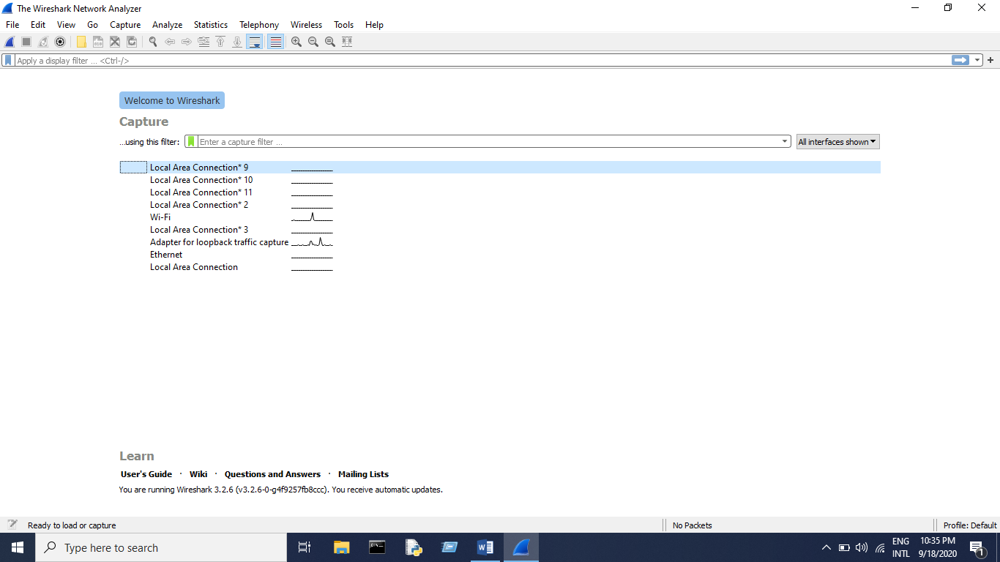 The Wireshark Network Analyzer
File Edit View Go Capture Analyze Statistics Telephony Wireless Tools Help
Apply a display filter ... <Ctrl-/>
Welcome to Wireshark
Capture
...using this filter: Enter a capture filter ... All interfaces shown
Local Area Connection* 9
Local Area Connection* 10
Local Area Connection* 11
Local Area Connection* 2
Wi-Fi
Local Area Connection* 3
Adapter for loopback traffic capture
Ethernet
Local Area Connection
Learn
User's Guide · Wiki · Questions and Answers · Mailing Lists
You are running Wireshark 3.2.6 (v3.2.6-0-g4f9257fb8ccc). You receive automatic updates.
Ready to load or capture No Packets Profile: Default
Type here to search
ENG 10:35 PM
INTL 9/18/2020 1